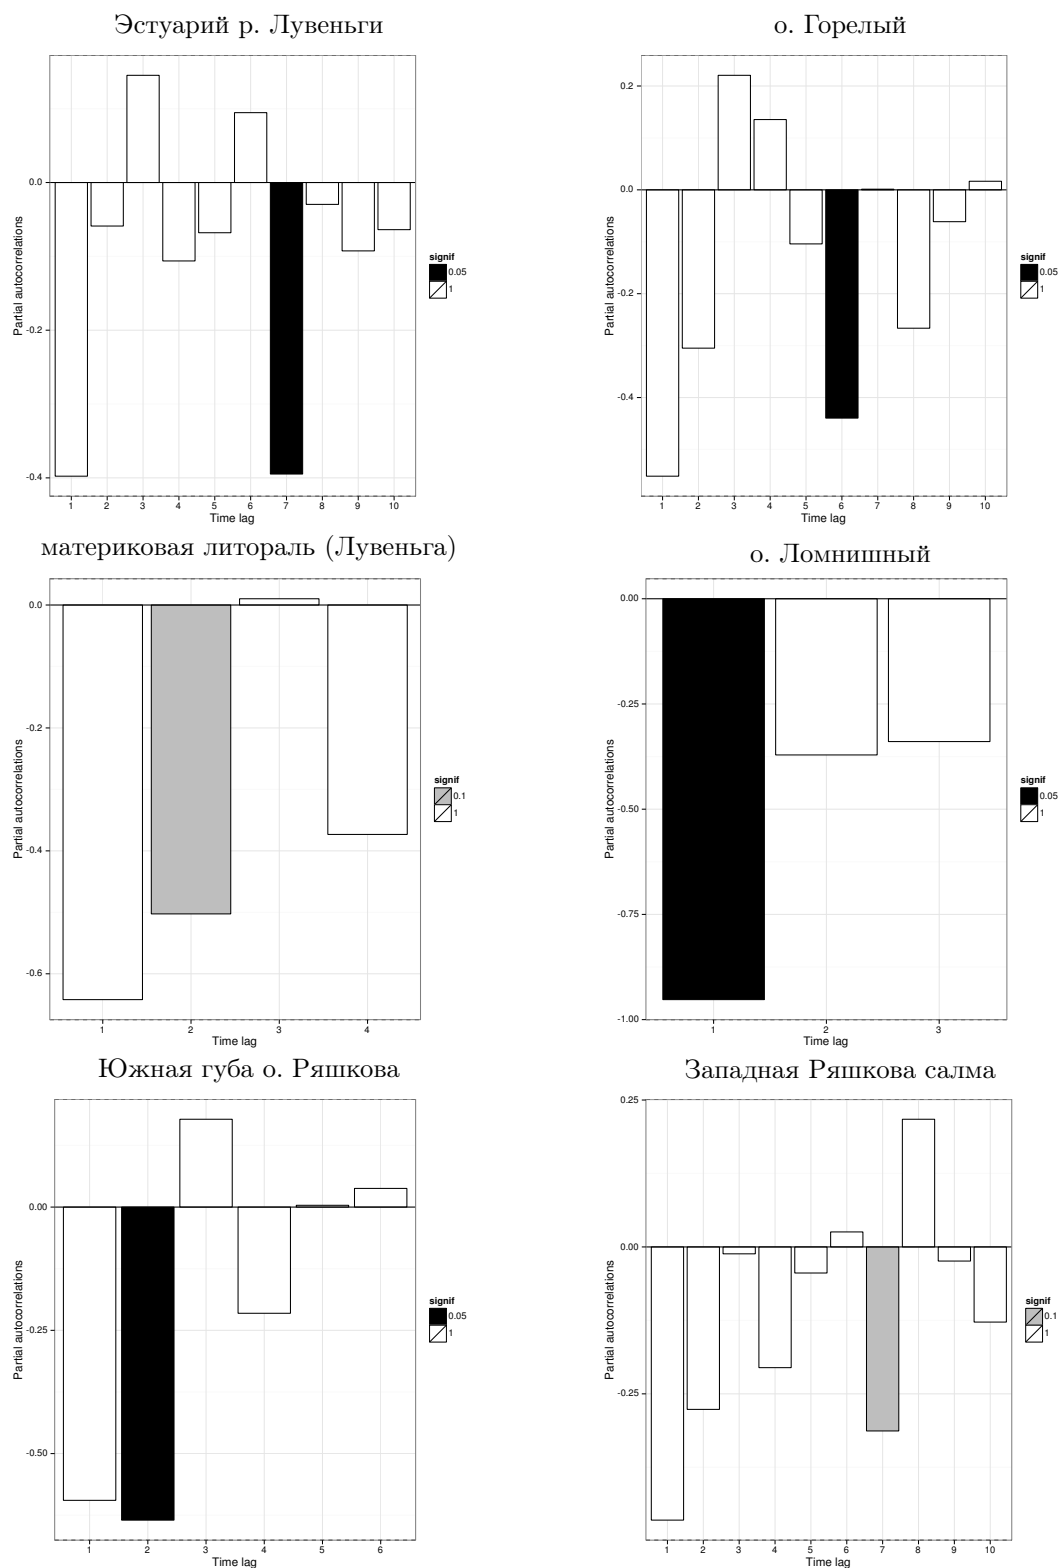 Эстуарий р. Лувеньги
0.0
-0.2
-0.4
Partial autocorrelations
1 2 3 4 5 6 7 8 9 10
Time lag
signif
0.05
1
о. Горелый
0.2
0.0
-0.2
-0.4
Partial autocorrelations
1 2 3 4 5 6 7 8 9 10
Time lag
signif
0.05
1
материковая литораль (Лувеньга)
0.0
-0.2
-0.4
-0.6
Partial autocorrelations
1 2 3 4
Time lag
signif
0.1
1
о. Ломнишный
0.00
-0.25
-0.50
-0.75
-1.00
Partial autocorrelations
1 2 3
Time lag
signif
0.05
1
Южная губа о. Ряшкова
0.00
-0.25
-0.50
Partial autocorrelations
1 2 3 4 5 6
Time lag
signif
0.05
1
Западная Ряшкова салма
0.25
0.00
-0.25
Partial autocorrelations
1 2 3 4 5 6 7 8 9 10
Time lag
signif
0.1
1